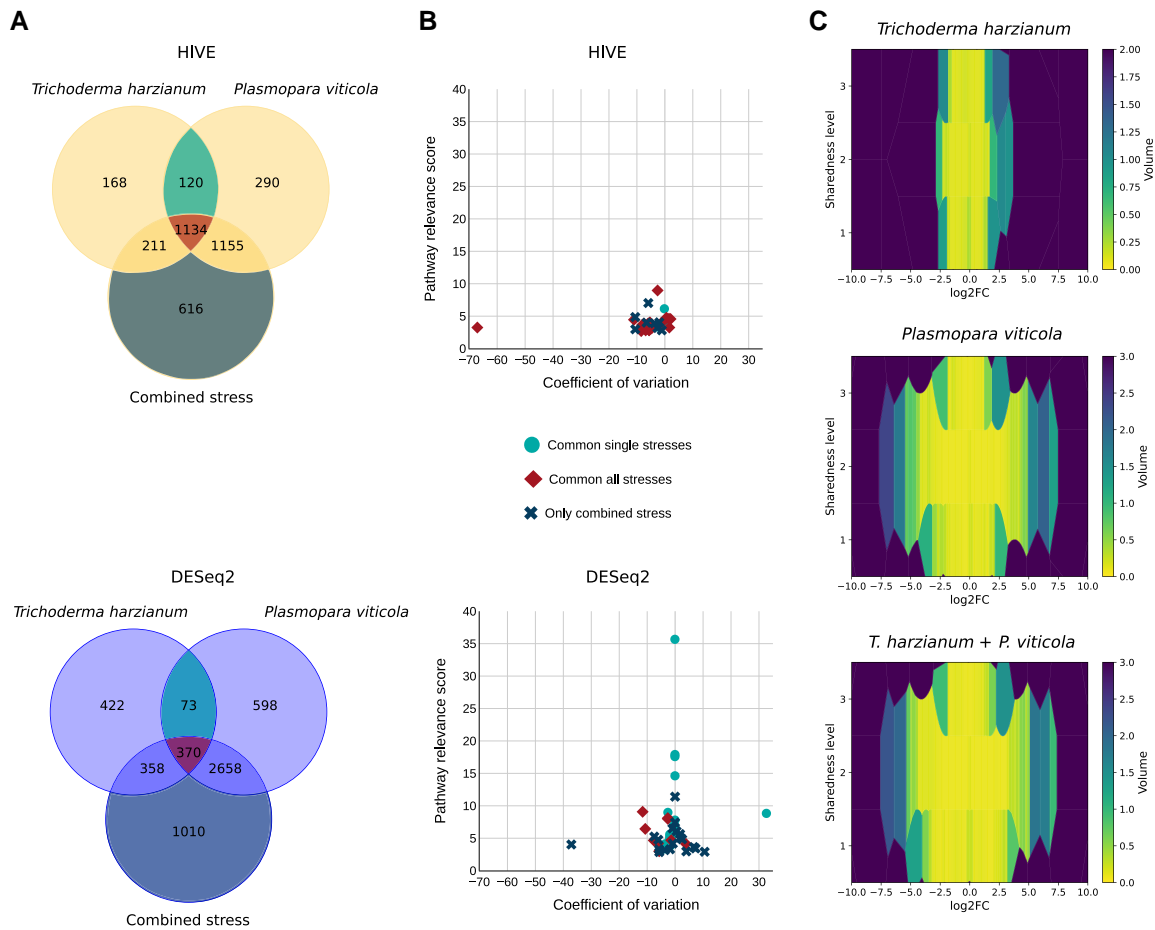 A
HIVE
Trichoderma harzianum
Plasmopara viticola
168
120
290
1134
211
1155
616
Combined stress
DESeq2
Trichoderma harzianum
Plasmopara viticola
422
73
598
370
358
2658
1010
Combined stress
B
HIVE
Pathway relevance score
40
35
30
25
20
15
10
5
0
−70 −60 −50 −40 −30 −20 −10 0 10 20 30
Coefficient of variation
Common single stresses
Common all stresses
Only combined stress
DESeq2
Pathway relevance score
40
35
30
25
20
15
10
5
0
−70 −60 −50 −40 −30 −20 −10 0 10 20 30
Coefficient of variation
C
Trichoderma harzianum
Sharedness level
3
2
1
−10.0 −7.5 −5.0 −2.5 0.0 2.5 5.0 7.5 10.0
log2FC
2.00
1.75
1.50
1.25
1.00
0.75
0.50
0.25
0.00
Volume
Plasmopara viticola
Sharedness level
3
2
1
−10.0 −7.5 −5.0 −2.5 0.0 2.5 5.0 7.5 10.0
log2FC
3.0
2.5
2.0
1.5
1.0
0.5
0.0
Volume
T. harzianum + P. viticola
Sharedness level
3
2
1
−10.0 −7.5 −5.0 −2.5 0.0 2.5 5.0 7.5 10.0
log2FC
3.0
2.5
2.0
1.5
1.0
0.5
0.0
Volume